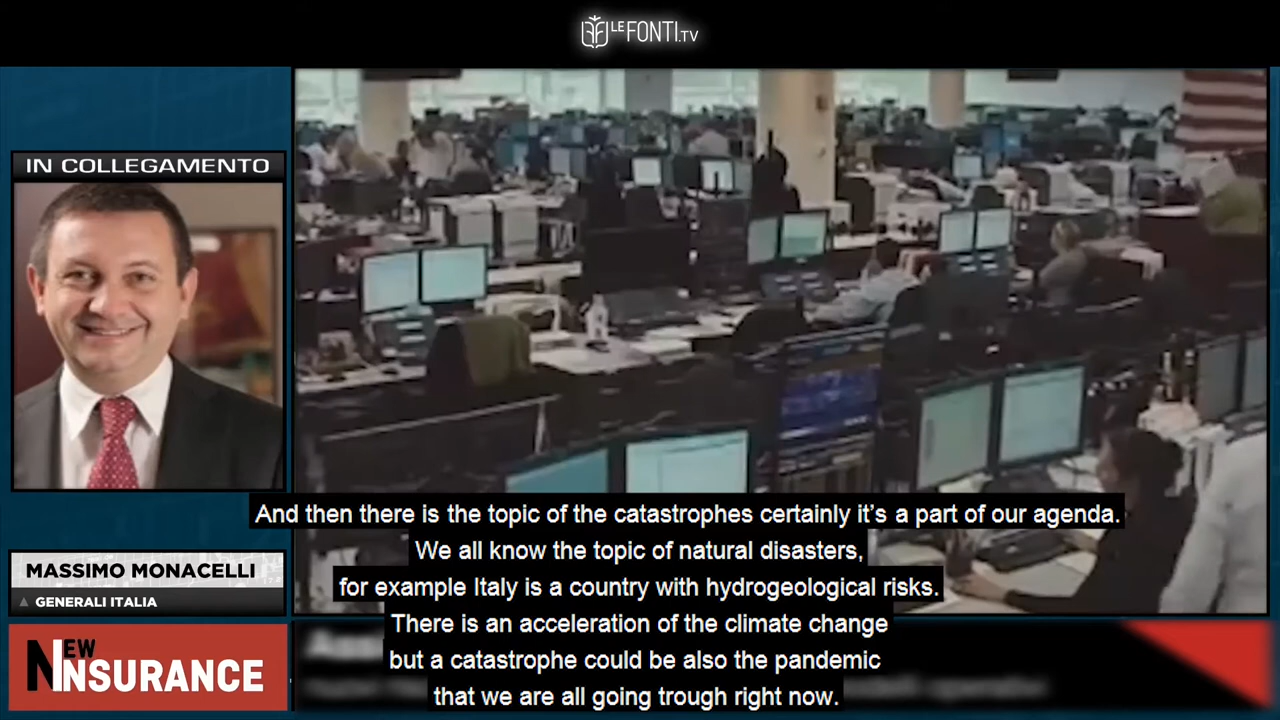 LEFONTI.TV
IN COLLEGAMENTO
And then there is the topic of the catastrophes certainly it's a part of our agenda.
We all know the topic of natural disasters,
for example Italy is a country with hydrogeological risks.
There is an acceleration of the climate change
but a catastrophe could be also the pandemic
that we are all going trough right now.
MASSIMO MONACELLI
GENERALI ITALIA
NEW
INSURANCE